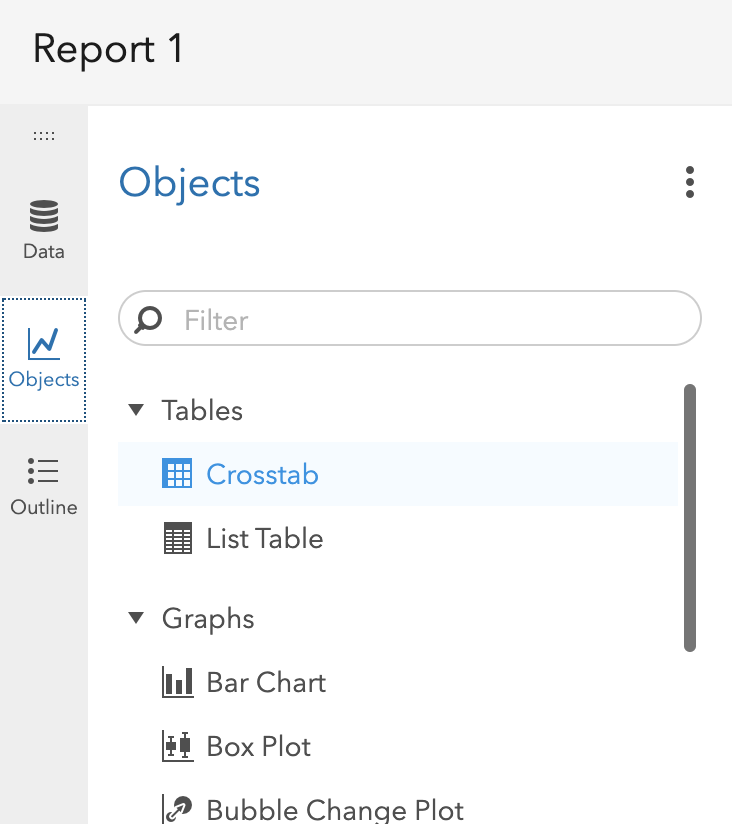 Report 1
Data
Objects
Outline
Objects
Filter
Tables
Crosstab
List Table
Graphs
Bar Chart
Box Plot
Bubble Change Plot